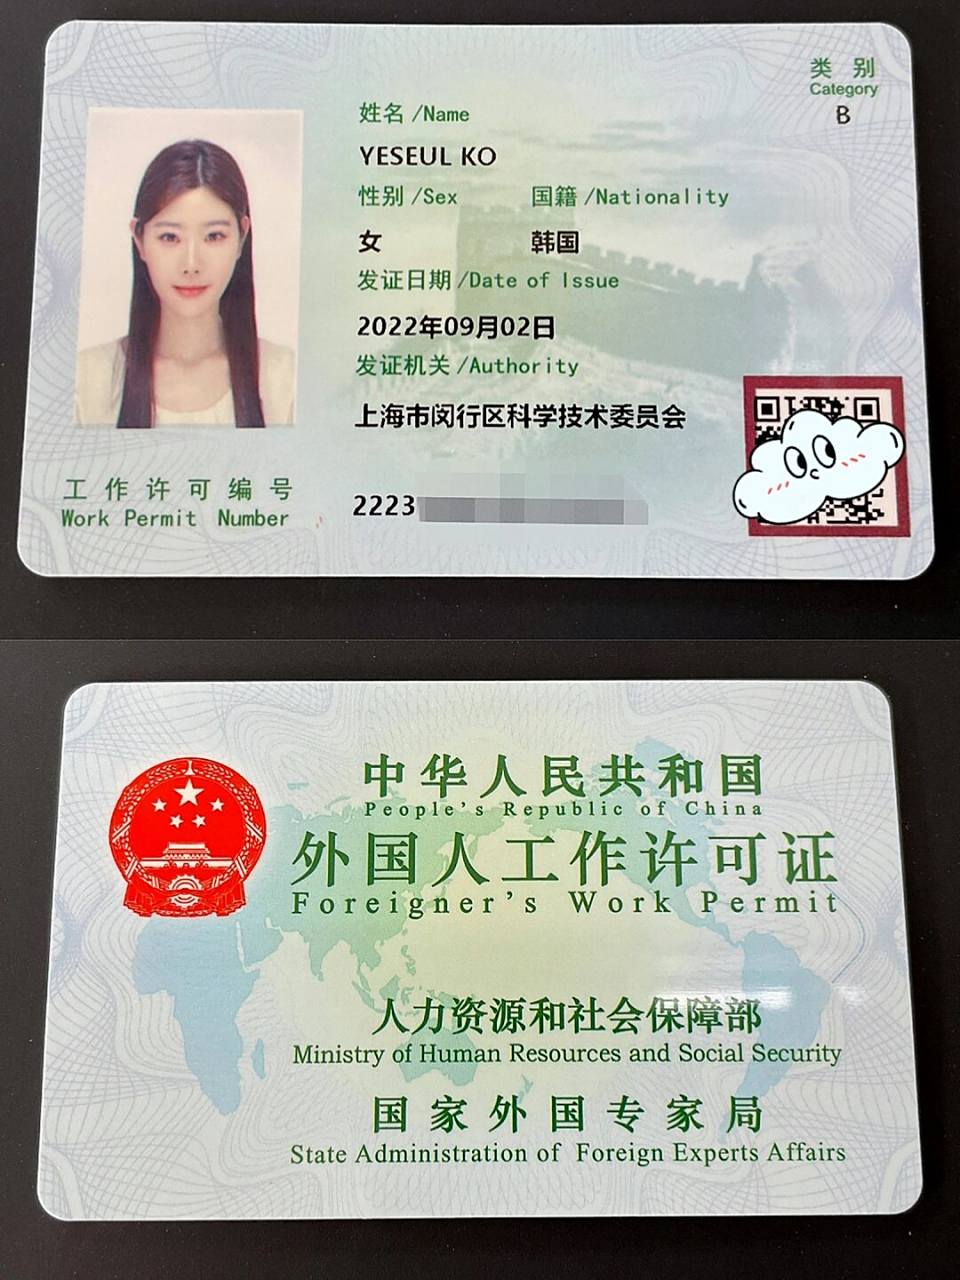 类 别
Category
B
姓名 /Name
YESEUL KO
性别 /Sex 国籍 /Nationality
女 韩国
发证日期 /Date of Issue
2022年09月02日
发证机关 /Authority
上海市闵行区科学技术委员会
工作许可编号
Work Permit Number
2223
中华人民共和国
People's Republic of China
外国人工作许可证
Foreigner's Work Permit
人力资源和社会保障部
Ministry of Human Resources and Social Security
国家外国专家局
State Administration of Foreign Experts Affairs